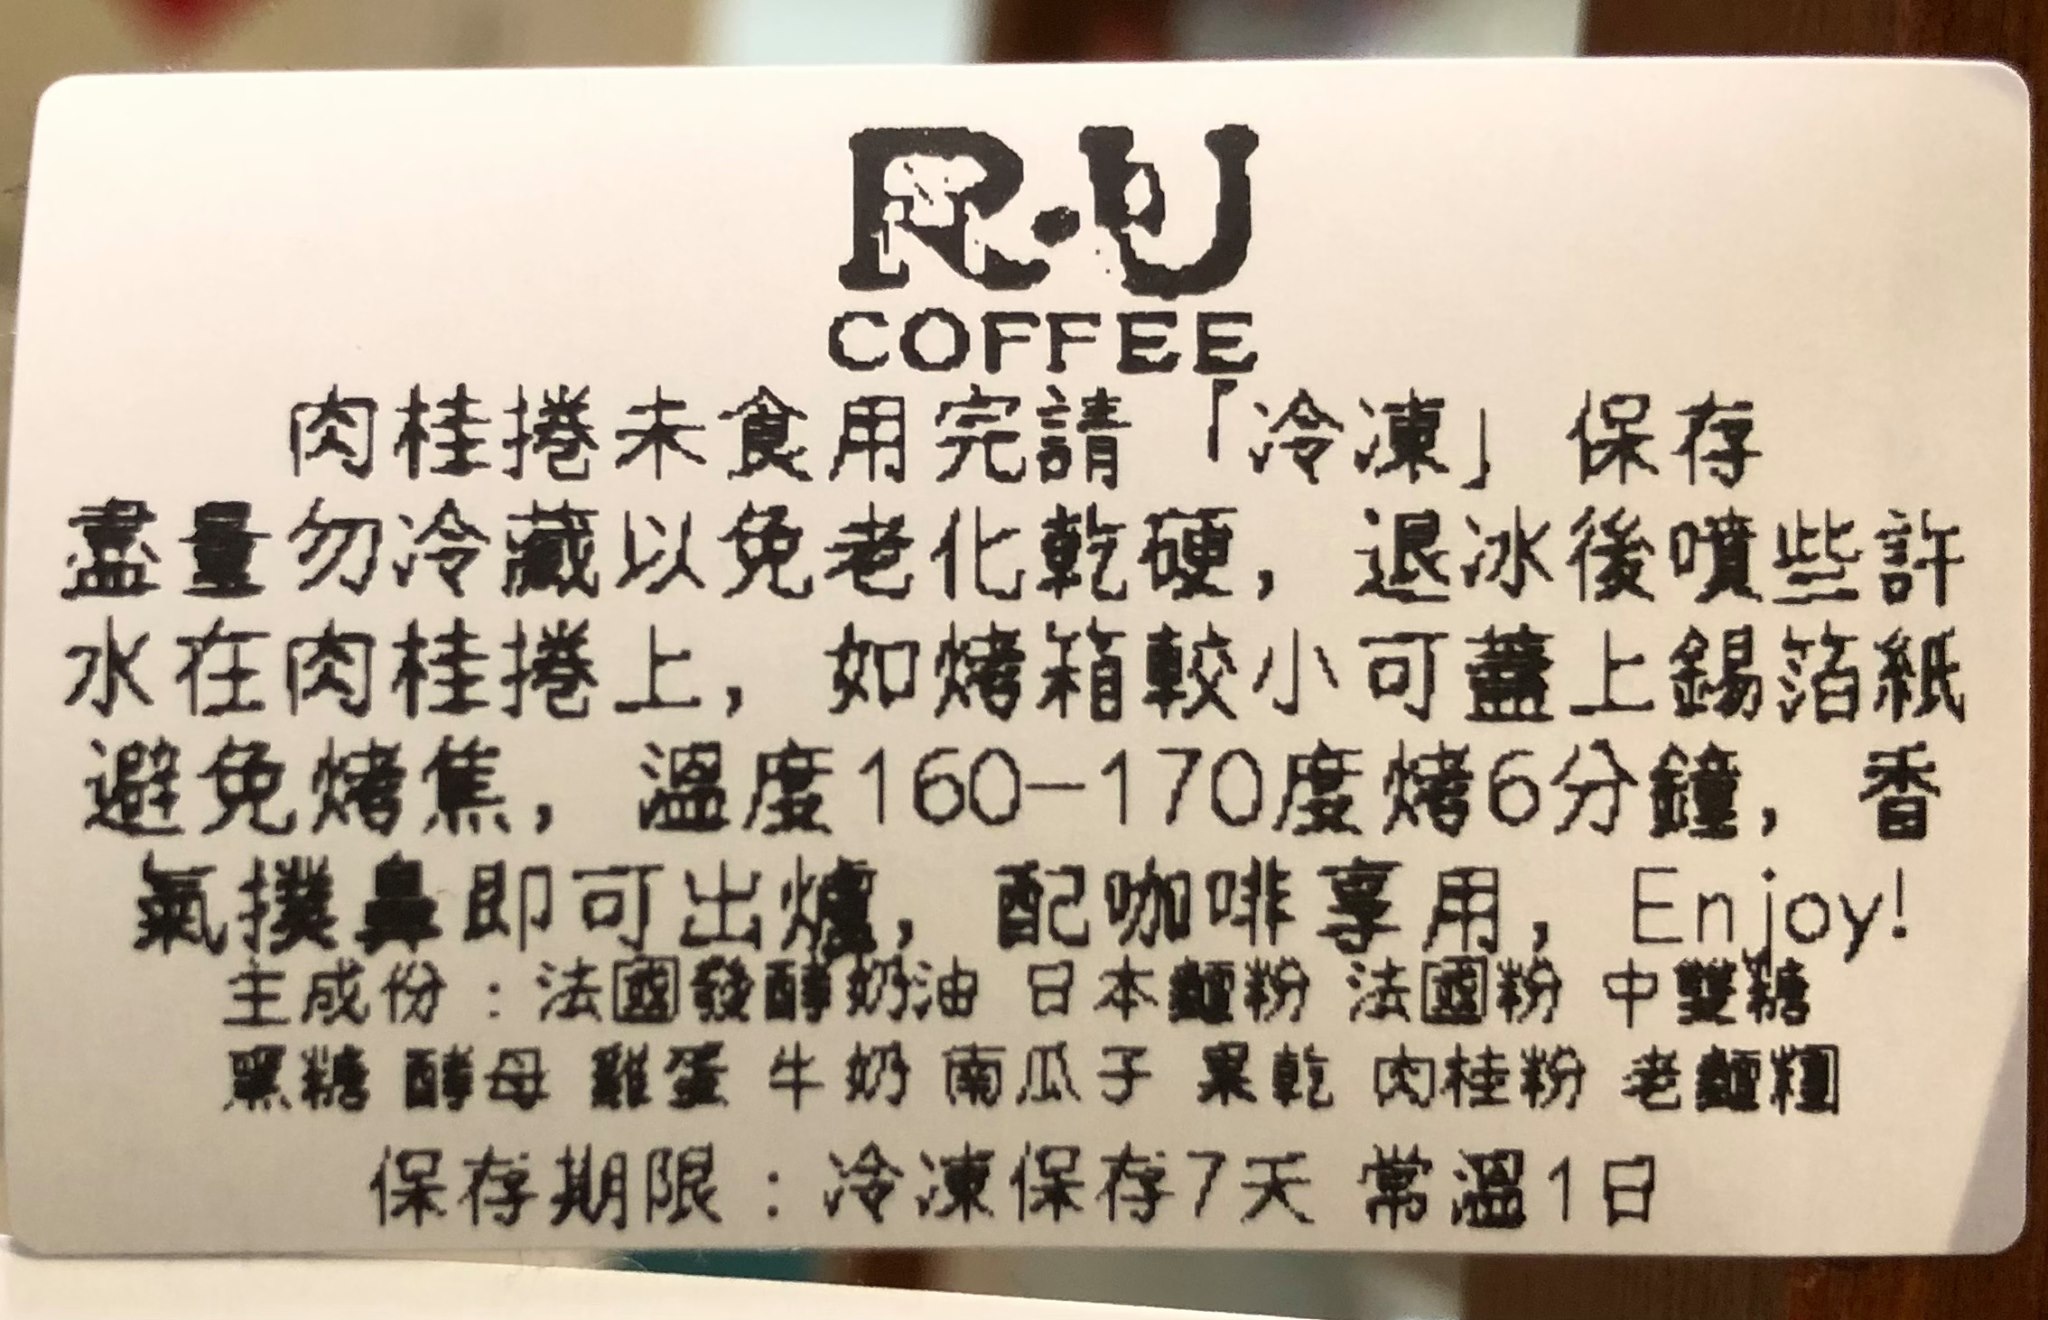 R.U
COFFEE
肉桂捲未食用完請「冷凍」保存
盡量勿冷藏以免老化乾硬，退冰後噴些許
水在肉桂捲上，如烤箱較小可蓋上錫箔紙
避免烤焦，溫度160-170度烤6分鐘，香
氣撲鼻即可出爐，配咖啡享用，Enjoy!
主成份：法國發酵奶油 日本麵粉 法國粉 中雙糖
黑糖 酵母 雞蛋 牛奶 南瓜子 果乾 肉桂粉 老麵糰
保存期限：冷凍保存7天 常溫1日